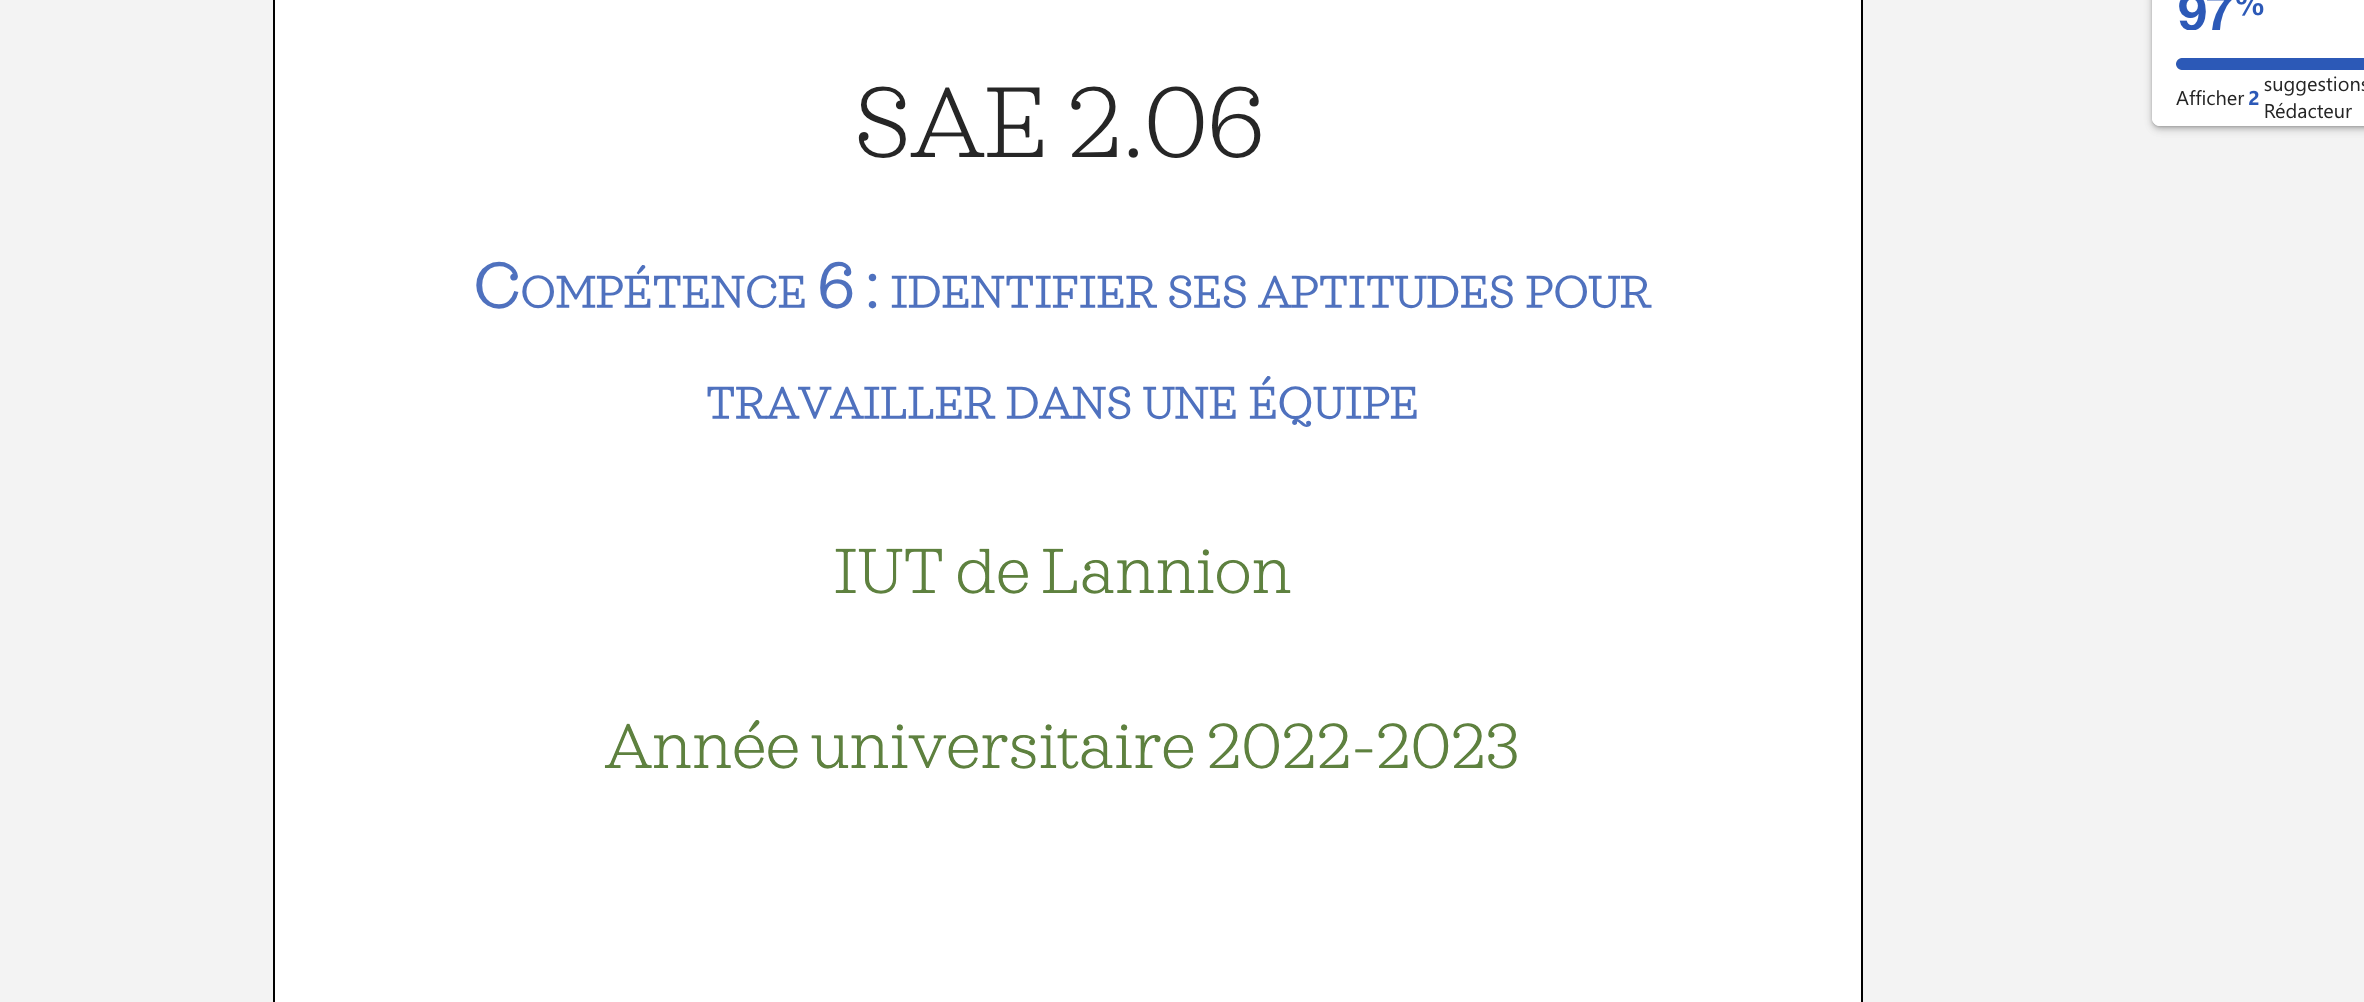 97%
Afficher 2 suggestions
Rédacteur
SAE 2.06
Compétence 6 : identifier ses aptitudes pour
travailler dans une équipe
IUT de Lannion
Année universitaire 2022-2023